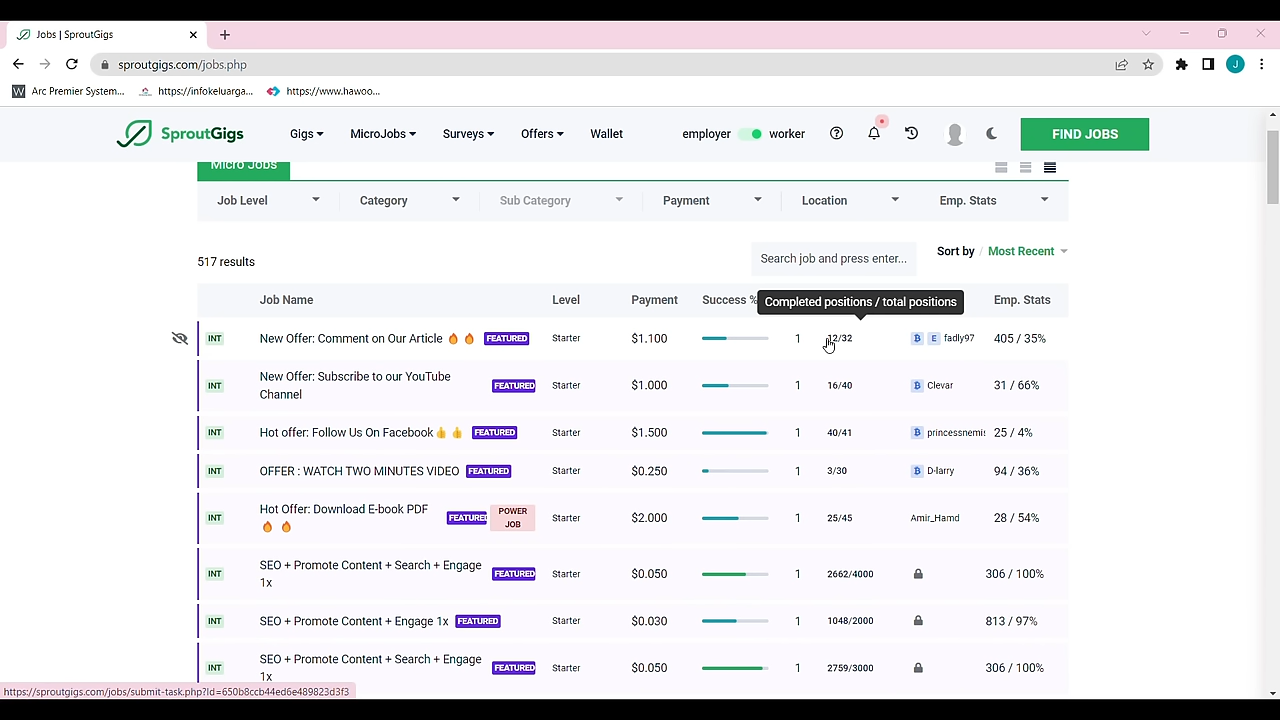 Jobs | SproutGigs
sproutgigs.com/jobs.php
J
W Arc Premier System... https://infokeluarga... https://www.hawoo...
SproutGigs Gigs MicroJobs Surveys Offers Wallet employer worker FIND JOBS
Micro Jobs
Job Level Category Sub Category Payment Location Emp. Stats
517 results Search job and press enter... Sort by / Most Recent
Job Name Level Payment Success % Completed positions / total positions Emp. Stats
INT New Offer: Comment on Our Article 🔥 🔥 FEATURED Starter $1.100 1 12/32 B E fadly97 405 / 35%
INT New Offer: Subscribe to our YouTube
Channel FEATURED Starter $1.000 1 16/40 B Clevar 31 / 66%
INT Hot offer: Follow Us On Facebook👍 👍 FEATURED Starter $1.500 1 40/41 B princessnemis 25 / 4%
INT OFFER : WATCH TWO MINUTES VIDEO FEATURED Starter $0.250 1 3/30 B D-larry 94 / 36%
INT Hot Offer: Download E-book PDF
🔥 🔥 FEATURED POWER
JOB Starter $2.000 1 25/45 Amir_Hamd 28 / 54%
INT SEO + Promote Content + Search + Engage
1x FEATURED Starter $0.050 1 2662/4000 306 / 100%
INT SEO + Promote Content + Engage 1x FEATURED Starter $0.030 1 1048/2000 813 / 97%
INT SEO + Promote Content + Search + Engage
1x FEATURED Starter $0.050 1 2759/3000 306 / 100%
https://sproutgigs.com/jobs/submit-task.php?Id=650b8ccb44ed6e489823d3f3